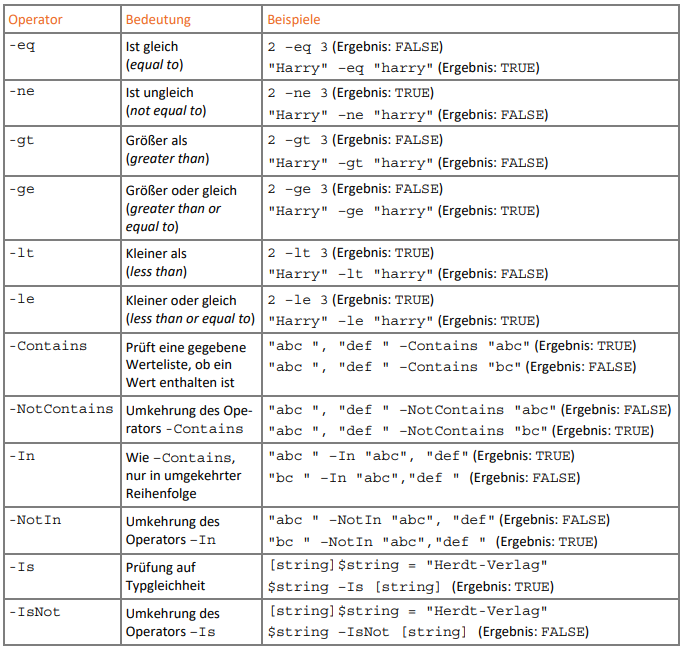 Operator Bedeutung Beispiele
-eq Ist gleich 2 -eq 3 (Ergebnis: FALSE)
(equal to) "Harry" -eq "harry" (Ergebnis: TRUE)
-ne Ist ungleich 2 -ne 3 (Ergebnis: TRUE)
(not equal to) "Harry" -ne "harry" (Ergebnis: FALSE)
-gt Größer als 2 -gt 3 (Ergebnis: FALSE)
(greater than) "Harry" -gt "harry" (Ergebnis: FALSE)
-ge Größer oder gleich 2 -ge 3 (Ergebnis: FALSE)
(greater than or "Harry" -ge "harry" (Ergebnis: TRUE)
equal to)
-lt Kleiner als 2 -lt 3 (Ergebnis: TRUE)
(less than) "Harry" -lt "harry" (Ergebnis: FALSE)
-le Kleiner oder gleich 2 -le 3 (Ergebnis: TRUE)
(less than or equal to) "Harry" -le "harry" (Ergebnis: TRUE)
-Contains Prüft eine gegebene "abc ", "def " -Contains "abc" (Ergebnis: TRUE)
Werteliste, ob ein "abc ", "def " -Contains "bc" (Ergebnis: FALSE)
Wert enthalten ist
-NotContains Umkehrung des Ope- "abc ", "def " -NotContains "abc" (Ergebnis: FALSE)
rators -Contains "abc ", "def " -NotContains "bc" (Ergebnis: TRUE)
-In Wie -Contains, "abc " -In "abc", "def" (Ergebnis: TRUE)
nur in umgekehrter "bc " -In "abc","def " (Ergebnis: FALSE)
Reihenfolge
-NotIn Umkehrung des "abc " -NotIn "abc", "def" (Ergebnis: FALSE)
Operators -In "bc " -NotIn "abc","def " (Ergebnis: TRUE)
-Is Prüfung auf [string]$string = "Herdt-Verlag"
Typgleichheit $string -Is [string] (Ergebnis: TRUE)
-IsNot Umkehrung des [string]$string = "Herdt-Verlag"
Operators -Is $string -IsNot [string] (Ergebnis: FALSE)